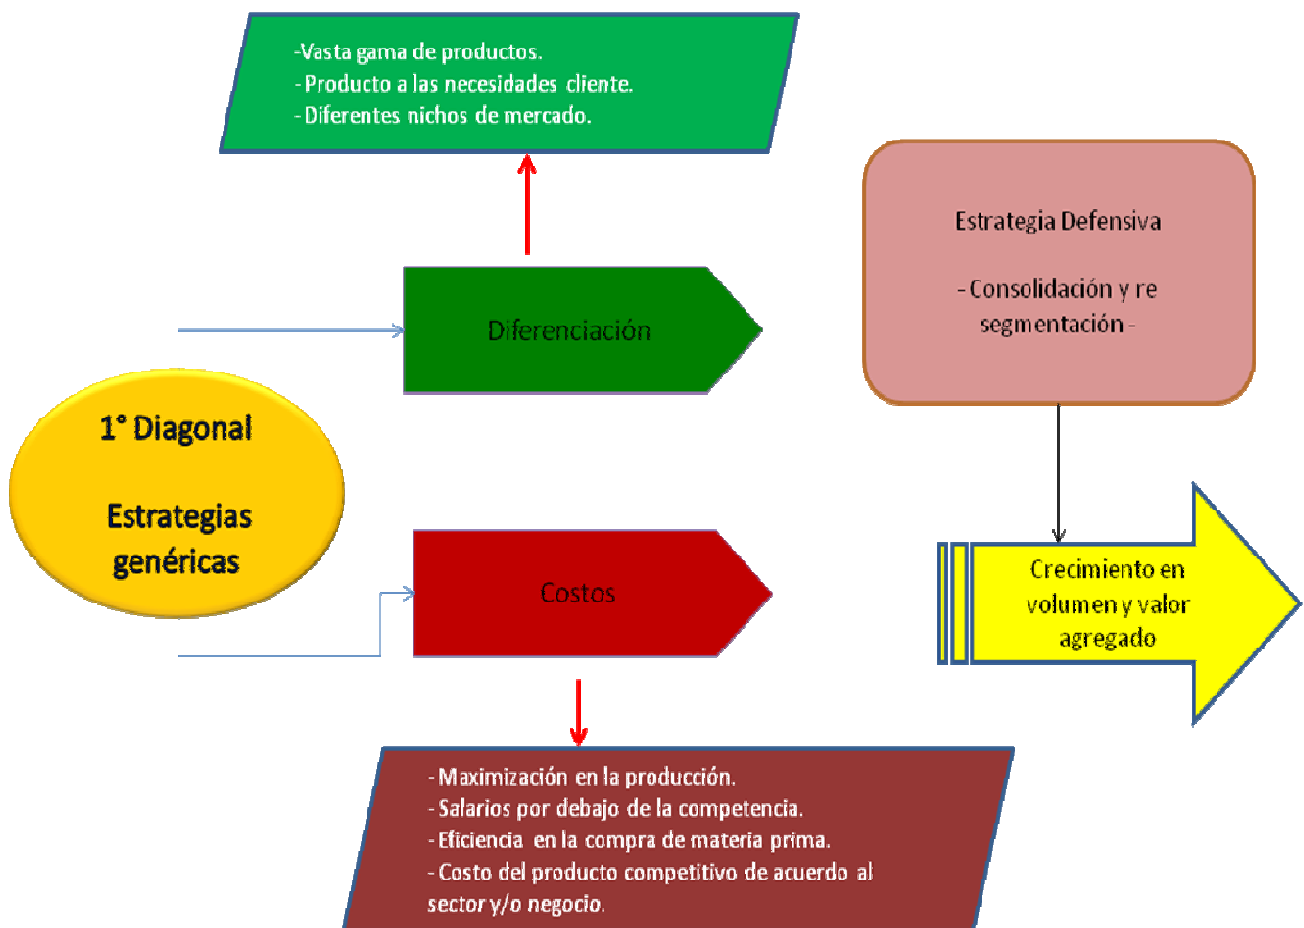 -Vasta gama de productos.
- Producto a las necesidades cliente.
- Diferentes nichos de mercado.
Estrategia Defensiva
- Consolidación y re
segmentación -
Diferenciación
1° Diagonal
Estrategias
genéricas
Costos
Crecimiento en
volumen y valor
agregado
- Maximización en la producción.
- Salarios por debajo de la competencia.
- Eficiencia en la compra de materia prima.
- Costo del producto competitivo de acuerdo al
sector y/o negocio.